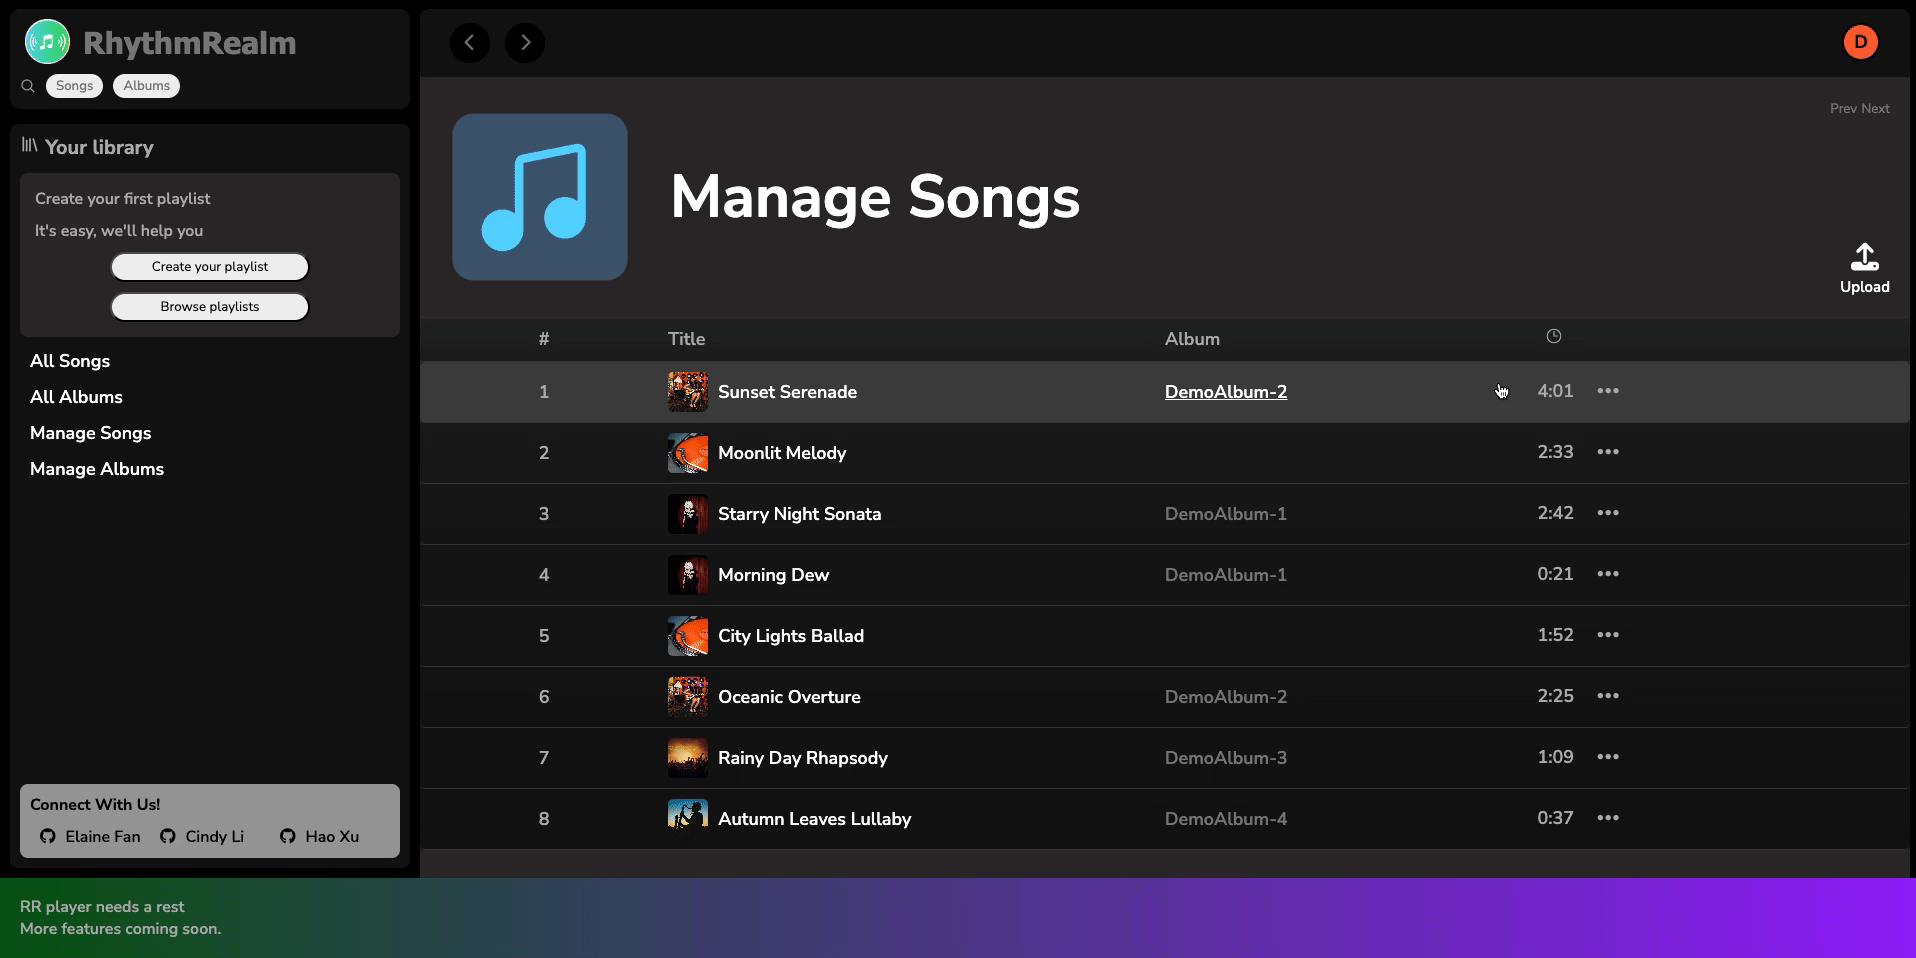 RhythmRealm
Songs Albums
Your library
Create your first playlist
It's easy, we'll help you
Create your playlist
Browse playlists
All Songs
All Albums
Manage Songs
Manage Albums
Connect With Us!
Elaine Fan Cindy Li Hao Xu
D
Prev Next
Manage Songs
Upload
# Title Album
1 Sunset Serenade DemoAlbum-2 4:01 •••
2 Moonlit Melody 2:33 •••
3 Starry Night Sonata DemoAlbum-1 2:42 •••
4 Morning Dew DemoAlbum-1 0:21 •••
5 City Lights Ballad 1:52 •••
6 Oceanic Overture DemoAlbum-2 2:25 •••
7 Rainy Day Rhapsody DemoAlbum-3 1:09 •••
8 Autumn Leaves Lullaby DemoAlbum-4 0:37 •••
RR player needs a rest
More features coming soon.